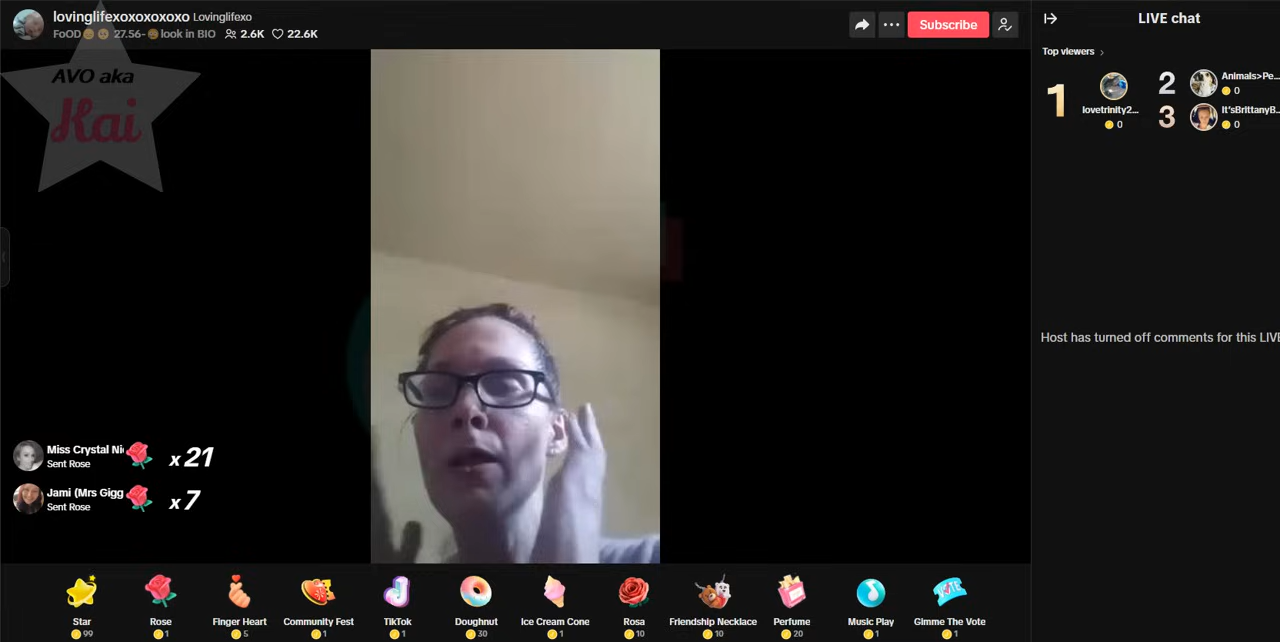 lovinglifexoxoxoxoxo Lovinglifexo
FoOD 27.56- look in BIO 2.6K 22.6K
Subscribe
AVO aka
Kai
Miss Crystal Ni
Sent Rose
x 21
Jami (Mrs Gigg
Sent Rose
x 7
Star Rose Finger Heart Community Fest TikTok Doughnut Ice Cream Cone Rosa Friendship Necklace Perfume Music Play Gimme The Vote
99 1 5 1 1 30 1 10 10 20 1 1
LIVE chat
Top viewers
1
lovetrinity2...
0
2
Animals>Pe...
0
3
It'sBrittanyB...
0
Host has turned off comments for this LIVE